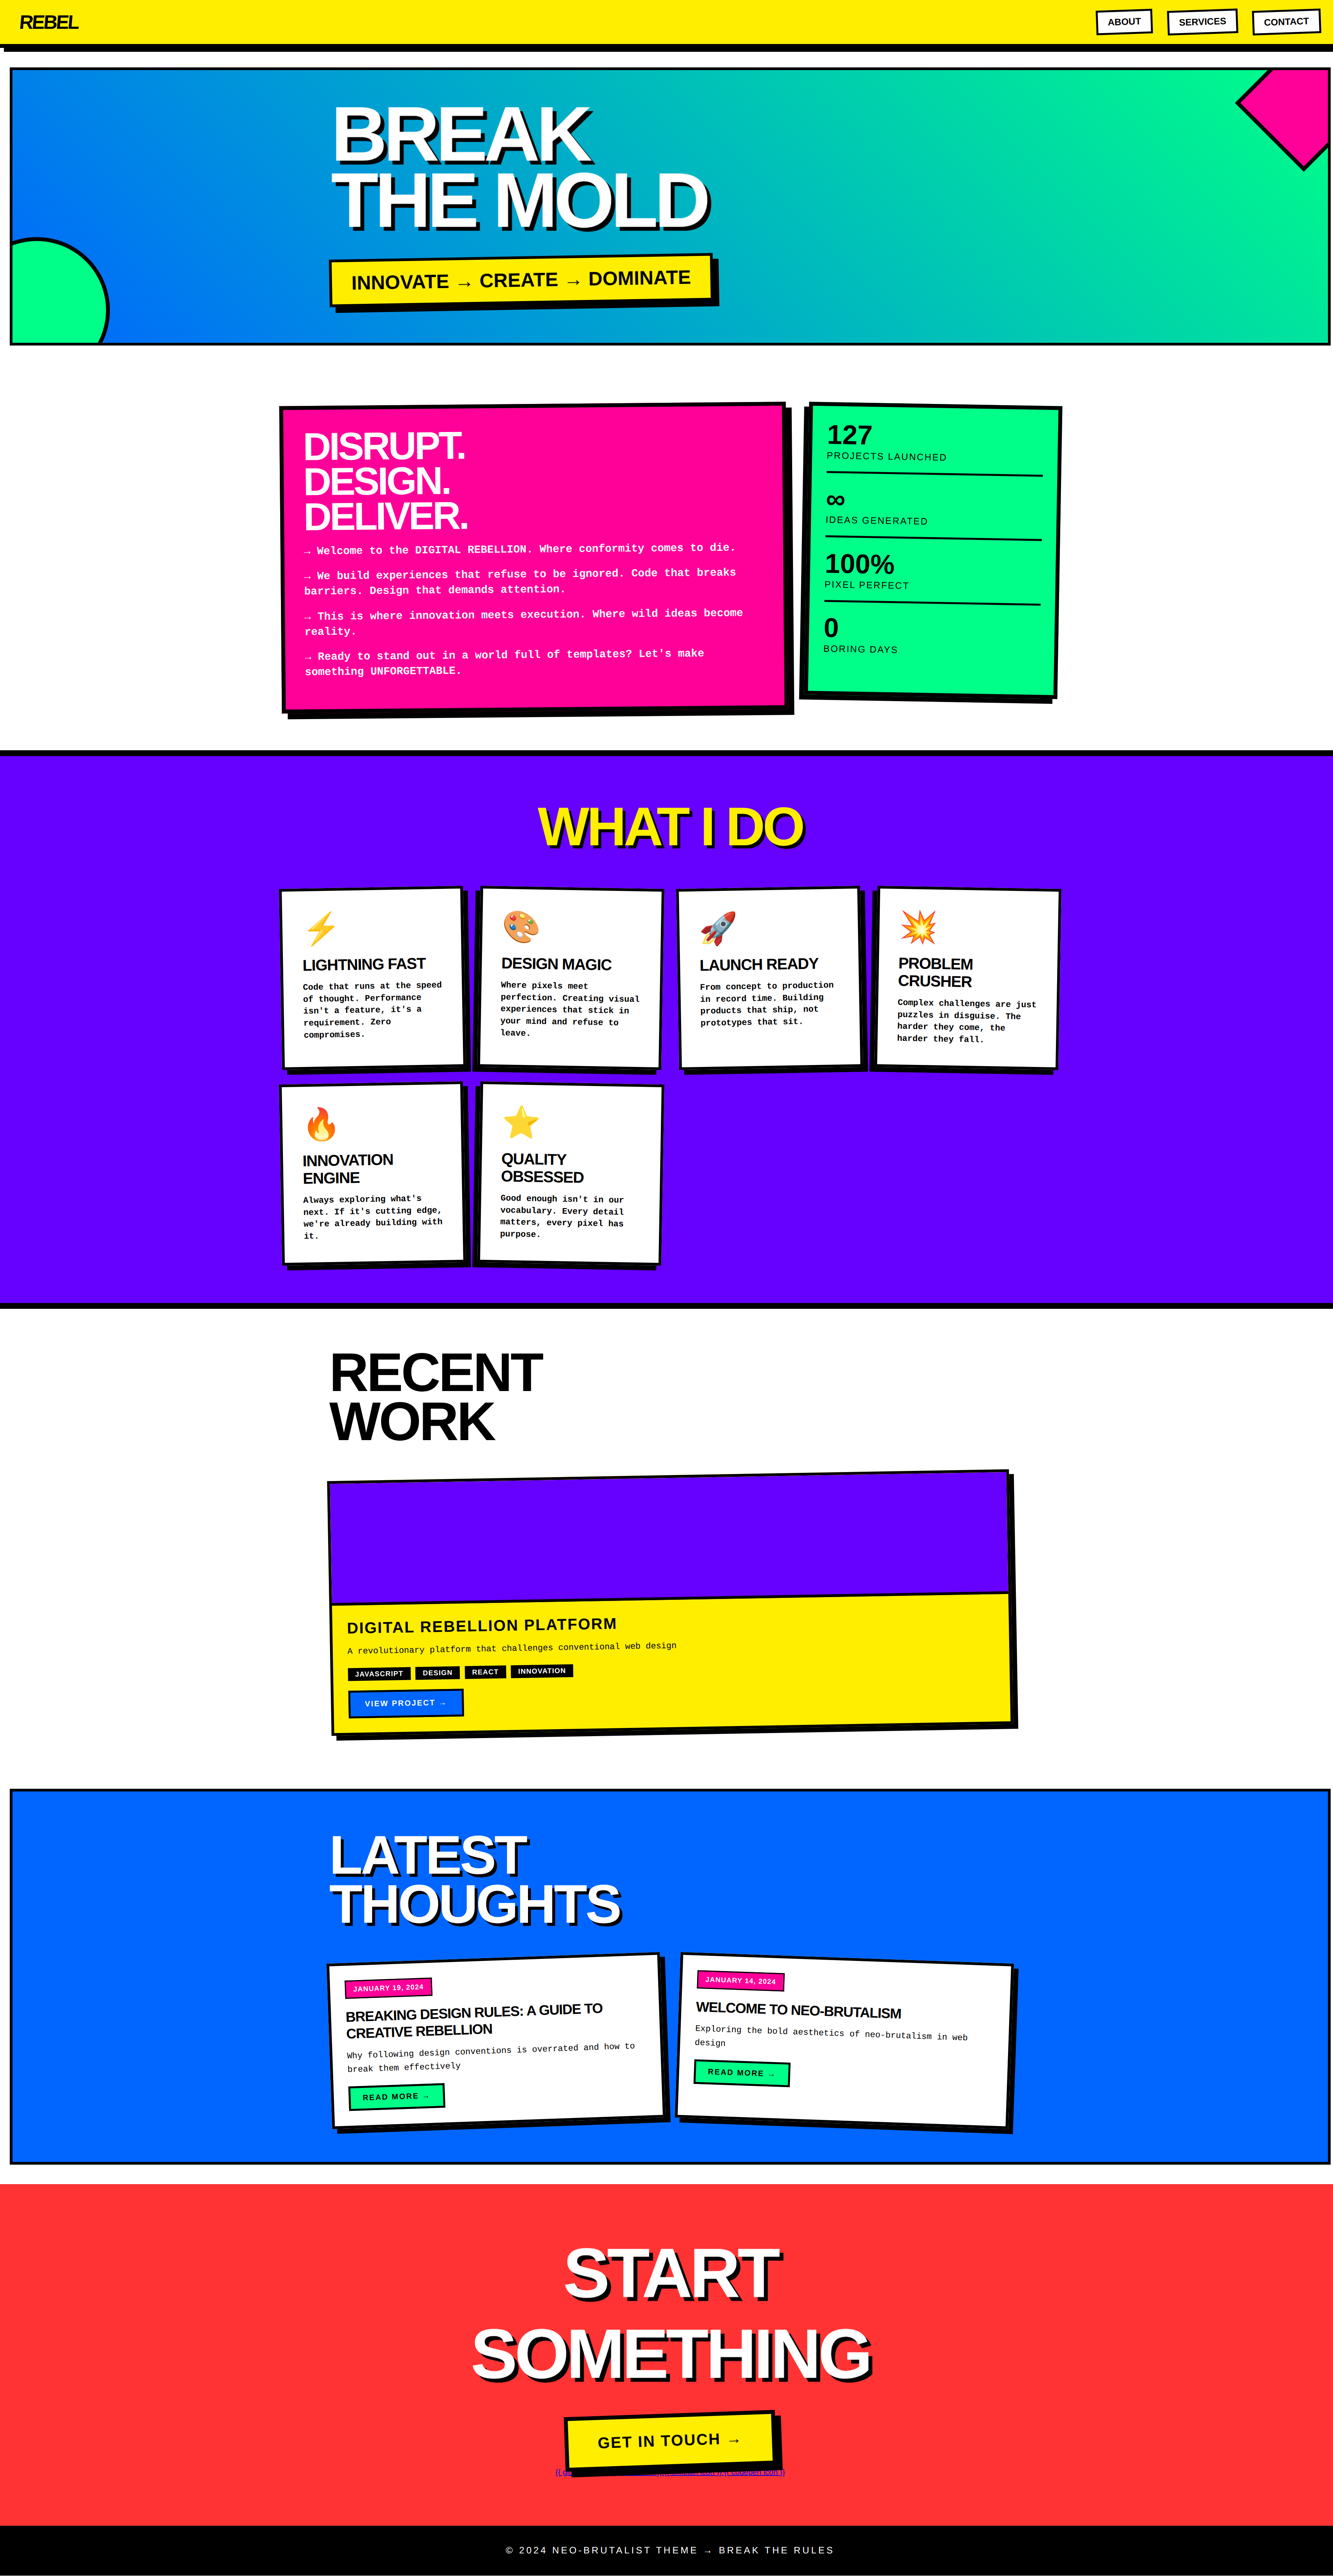 REBEL
ABOUT
SERVICES
CONTACT
BREAK
THE MOLD
INNOVATE → CREATE → DOMINATE
DISRUPT.
DESIGN.
DELIVER.
→ Welcome to the DIGITAL REBELLION. Where conformity comes to die.
→ We build experiences that refuse to be ignored. Code that breaks
barriers. Design that demands attention.
→ This is where innovation meets execution. Where wild ideas become
reality.
→ Ready to stand out in a world full of templates? Let's make
something UNFORGETTABLE.
127
PROJECTS LAUNCHED
∞
IDEAS GENERATED
100%
PIXEL PERFECT
0
BORING DAYS
WHAT I DO
LIGHTNING FAST
Code that runs at the speed
of thought. Performance
isn't a feature, it's a
requirement. Zero
compromises.
DESIGN MAGIC
Where pixels meet
perfection. Creating visual
experiences that stick in
your mind and refuse to
leave.
LAUNCH READY
From concept to production
in record time. Building
products that ship, not
prototypes that sit.
PROBLEM
CRUSHER
Complex challenges are just
puzzles in disguise. The
harder they come, the
harder they fall.
INNOVATION
ENGINE
Always exploring what's
next. If it's cutting edge,
we're already building with
it.
QUALITY
OBSESSED
Good enough isn't in our
vocabulary. Every detail
matters, every pixel has
purpose.
RECENT
WORK
DIGITAL REBELLION PLATFORM
A revolutionary platform that challenges conventional web design
JAVASCRIPT
DESIGN
REACT
INNOVATION
VIEW PROJECT →
LATEST
THOUGHTS
JANUARY 19, 2024
BREAKING DESIGN RULES: A GUIDE TO
CREATIVE REBELLION
Why following design conventions is overrated and how to
break them effectively
READ MORE →
JANUARY 14, 2024
WELCOME TO NEO-BRUTALISM
Exploring the bold aesthetics of neo-brutalism in web
design
READ MORE →
START
SOMETHING
GET IN TOUCH →
© 2024 NEO-BRUTALIST THEME → BREAK THE RULES